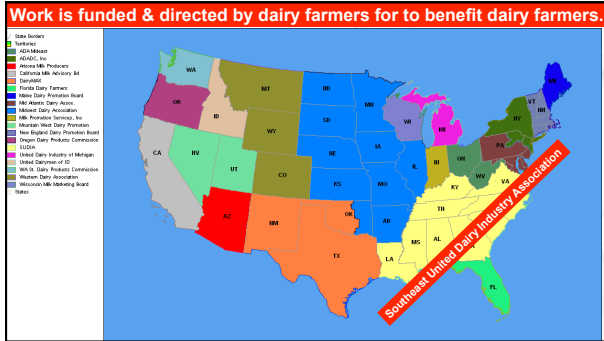 Work is funded & directed by dairy farmers for to benefit dairy farmers.
State Borders
Territories
ADA Mideast
ADADC, Inc
Arizona Milk Producers
California Milk Advisory Bd
DairyMAX
Florida Dairy Farmers
Maine Dairy Promotion Board
Mid Atlantic Dairy Assoc.
Midwest Dairy Association
Milk Promotion Services, Inc
Mountain West Dairy Promotion
New England Dairy Promotion Board
Oregon Dairy Products Commission
SUDIA
United Dairy Industry of Michigan
United Dairymen of ID
WA St. Dairy Products Commission
Western Dairy Association
Wisconsin Milk Marketing Board
States
WA
OR
CA
NV
ID
UT
AZ
MT
WY
CO
NM
ND
SD
NE
KS
OK
TX
MN
IA
MO
AR
LA
WI
IL
MS
MI
IN
KY
TN
AL
OH
WV
VA
PA
NY
VT
NH
FL
Southeast United Dairy Industry Association